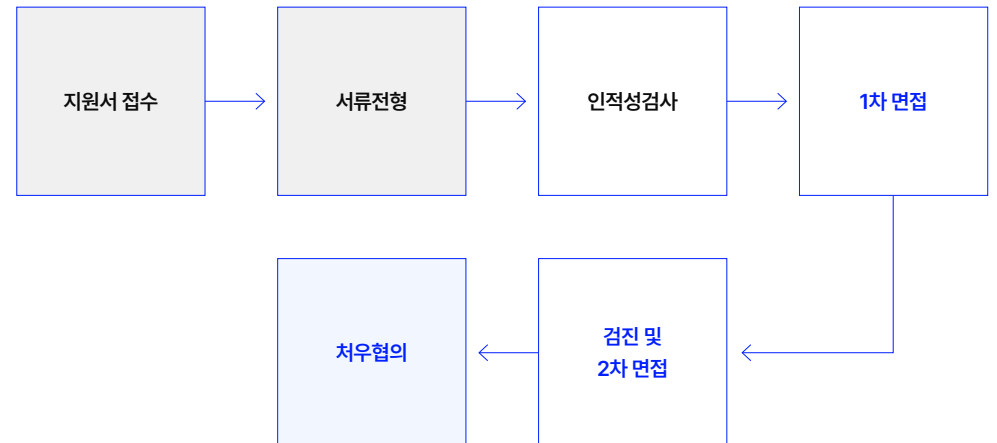 지원서 접수
서류전형
인적성검사
1차 면접
검진 및
2차 면접
처우협의